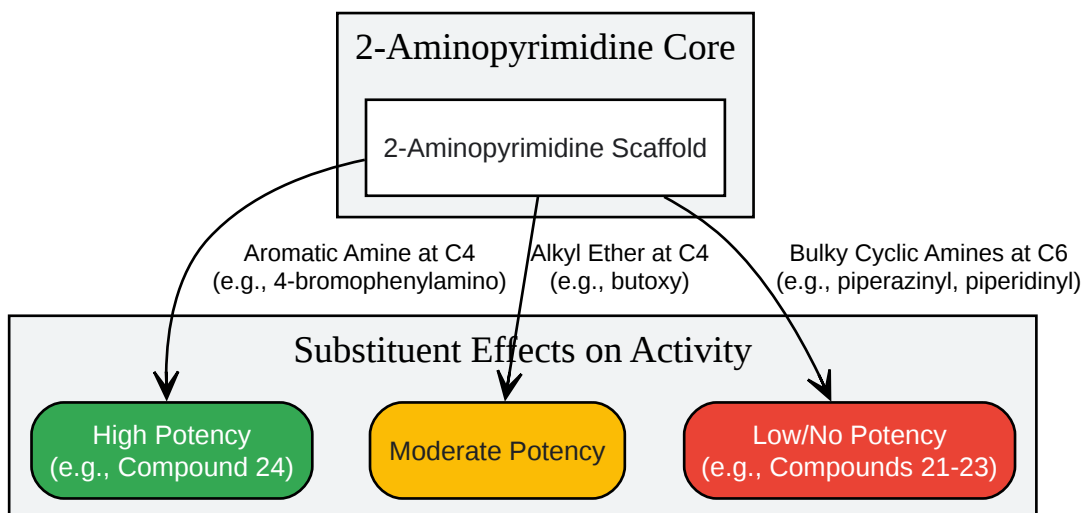 2-Aminopyrimidine Core
2-Aminopyrimidine Scaffold
Aromatic Amine at C4
(e.g., 4-bromophenylamino)
Alkyl Ether at C4
(e.g., butoxy)
Bulky Cyclic Amines at C6
(e.g., piperazinyl, piperidinyl)
Substituent Effects on Activity
High Potency
(e.g., Compound 24)
Moderate Potency
Low/No Potency
(e.g., Compounds 21-23)